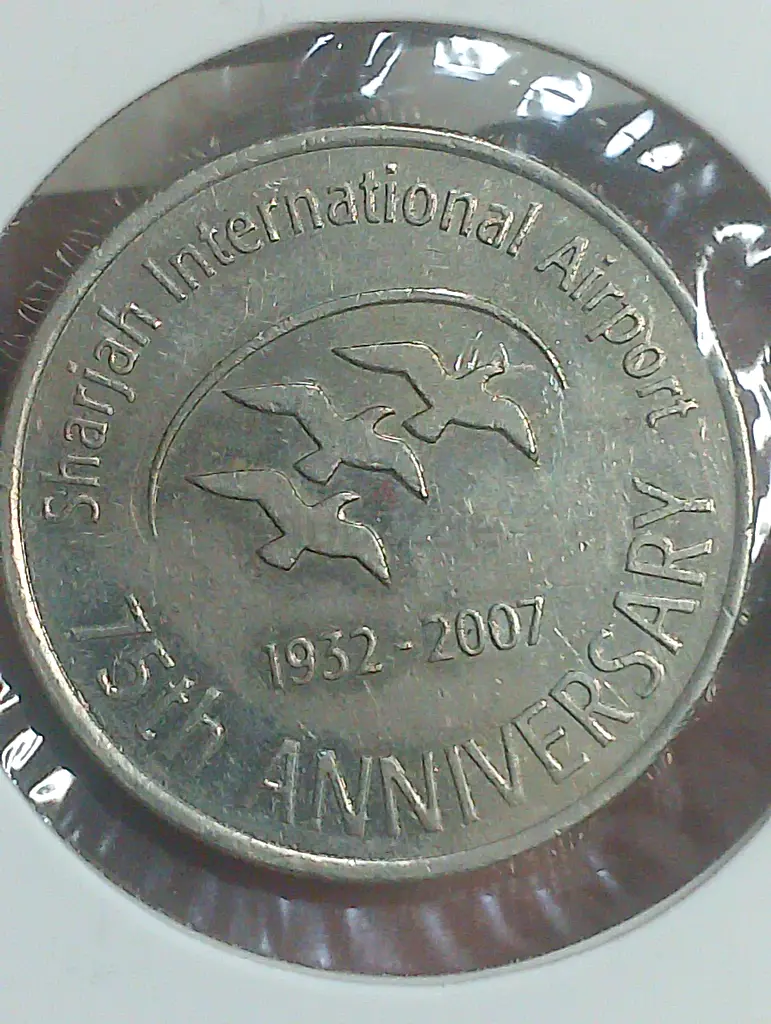 Sharjah International Airport
1932 - 2007
75th ANNIVERSARY